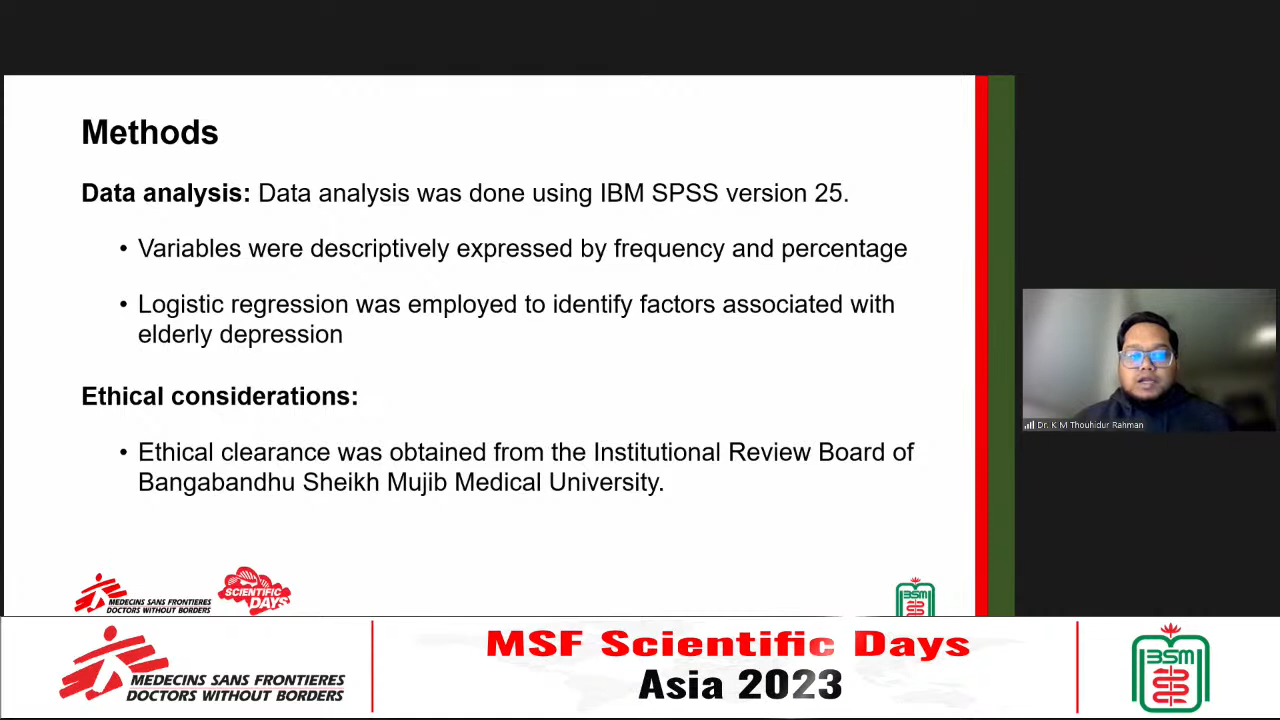 Methods
Data analysis: Data analysis was done using IBM SPSS version 25.
• Variables were descriptively expressed by frequency and percentage
• Logistic regression was employed to identify factors associated with
elderly depression
Ethical considerations:
• Ethical clearance was obtained from the Institutional Review Board of
Bangabandhu Sheikh Mujib Medical University.
MEDECINS SANS FRONTIERES
DOCTORS WITHOUT BORDERS
SCIENTIFIC
DAYS
BSM
Dr. K M Thouhidur Rahman
MEDECINS SANS FRONTIERES
DOCTORS WITHOUT BORDERS
MSF Scientific Days
Asia 2023
BSM